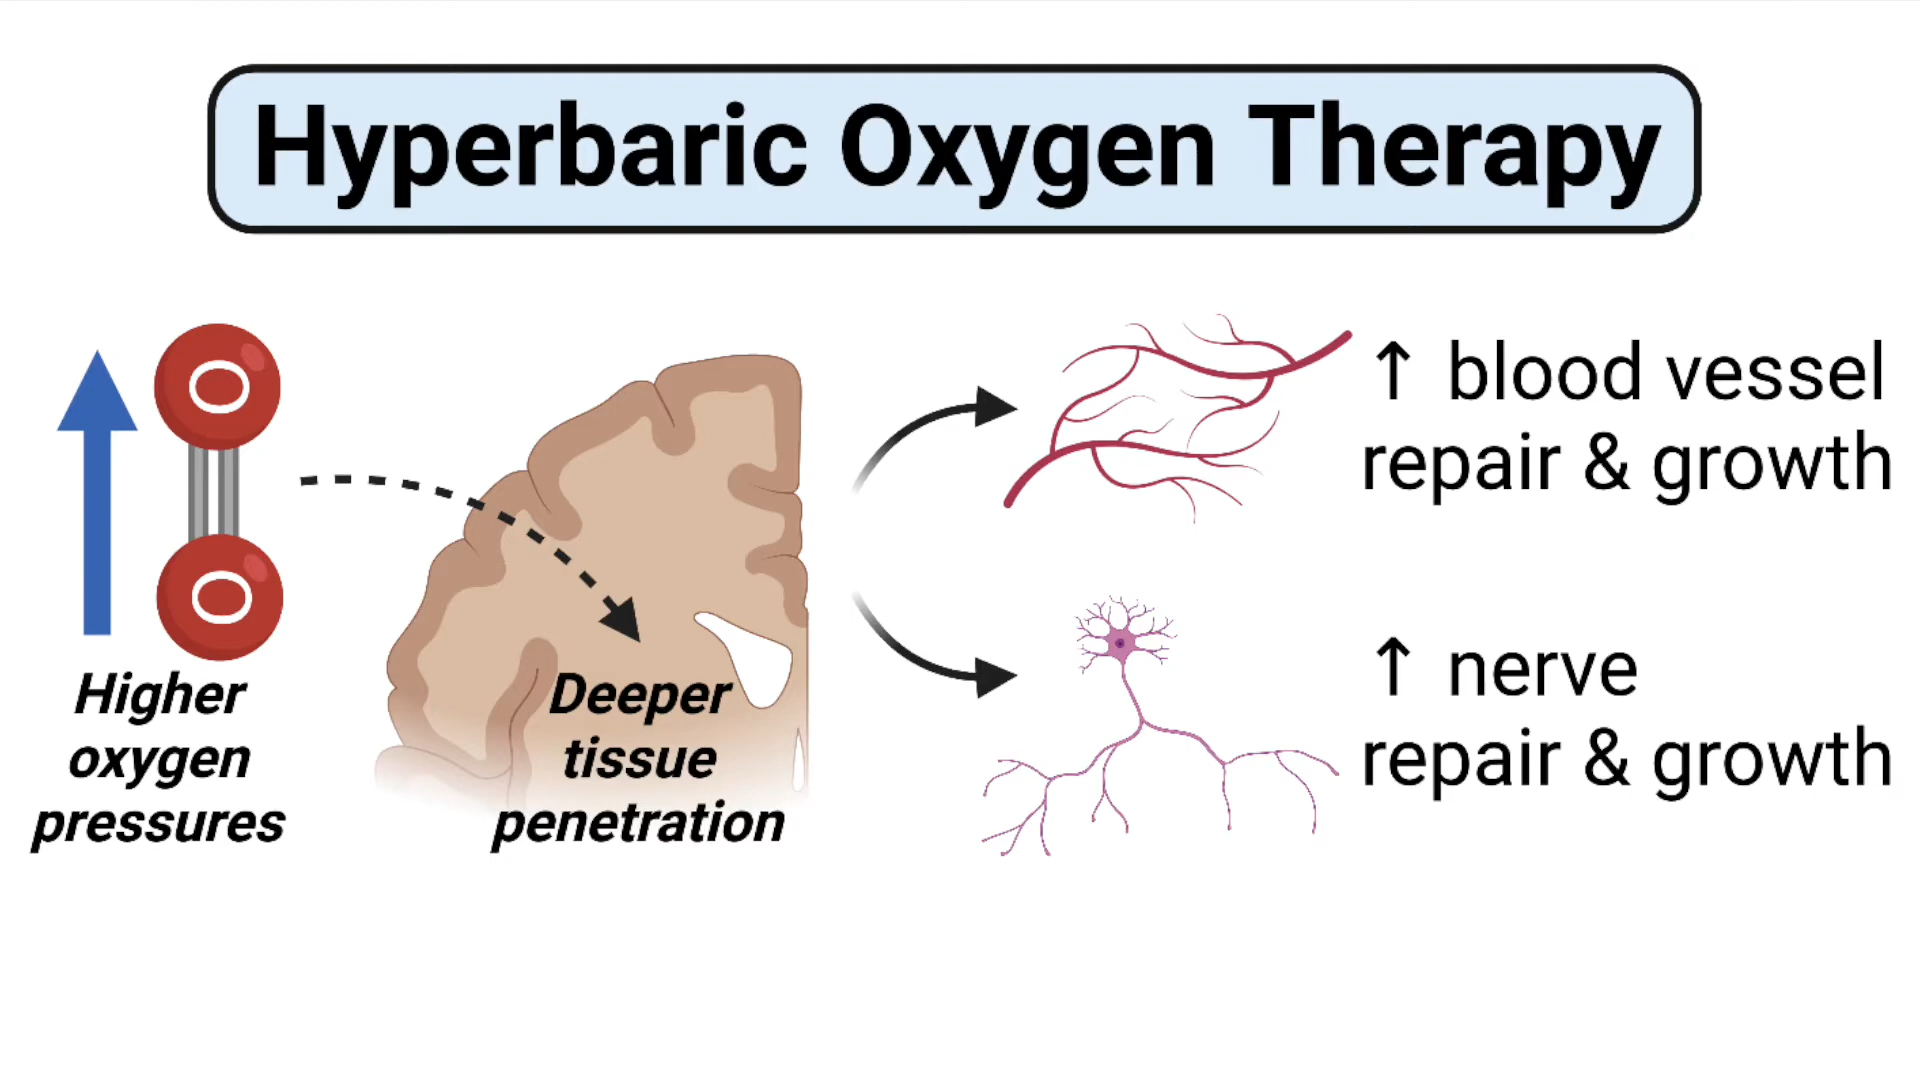 Hyperbaric Oxygen Therapy
O
O
Higher
oxygen
pressures
Deeper
tissue
penetration
↑ blood vessel
repair & growth
↑ nerve
repair & growth